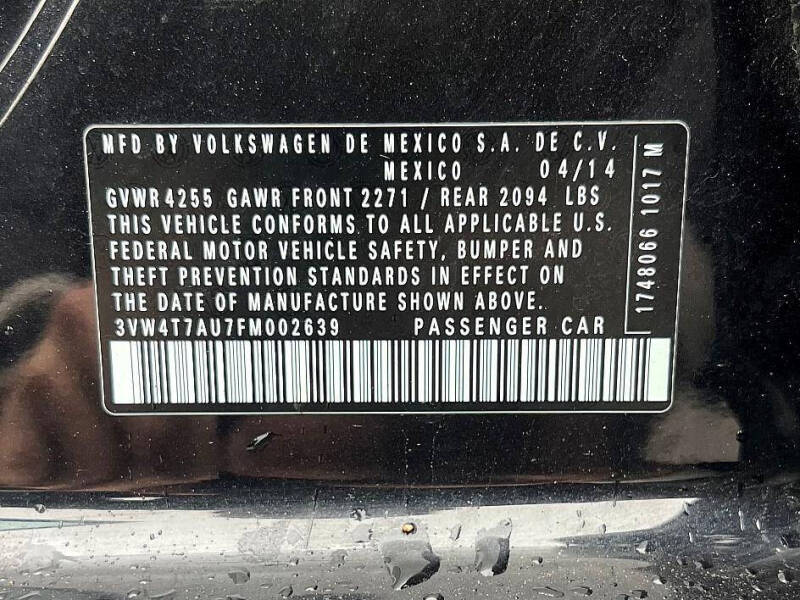 MFD BY VOLKSWAGEN DE MEXICO S.A. DE C.V.
MEXICO 04/14
GVWR 4255 GAWR FRONT 2271 / REAR 2094 LBS
THIS VEHICLE CONFORMS TO ALL APPLICABLE U.S.
FEDERAL MOTOR VEHICLE SAFETY, BUMPER AND
THEFT PREVENTION STANDARDS IN EFFECT ON
THE DATE OF MANUFACTURE SHOWN ABOVE.
3VW4T7AU7FM002639 PASSENGER CAR
1748066 1017 M